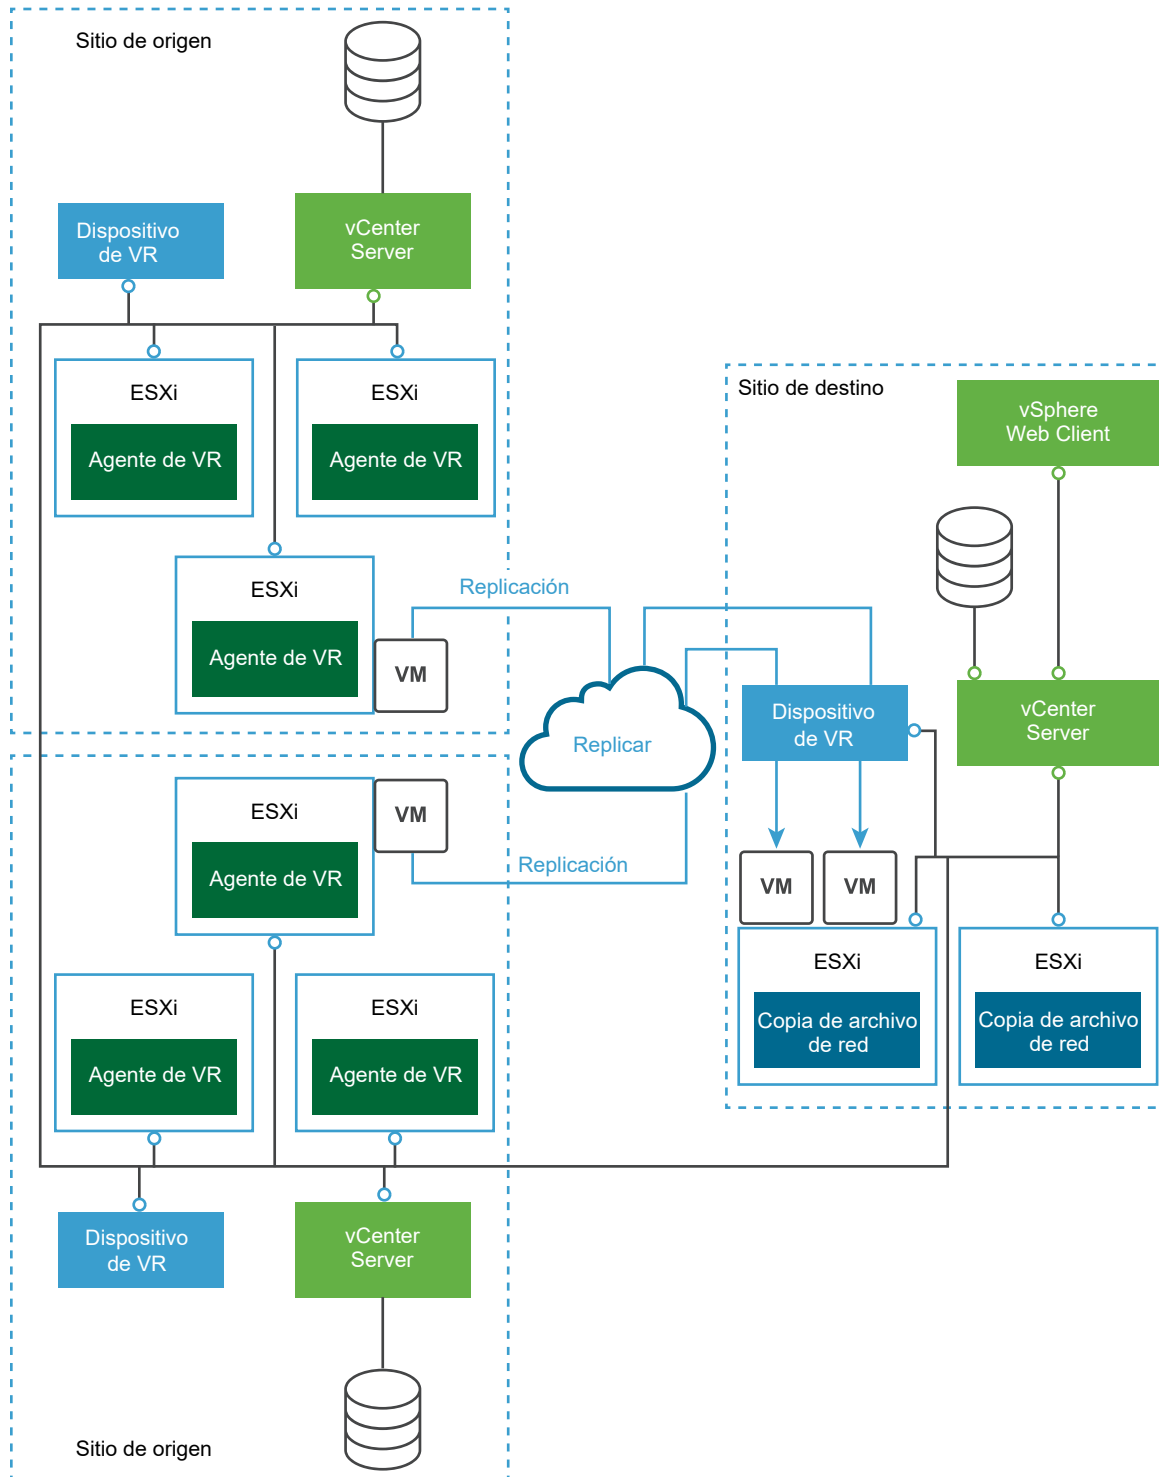 Sitio de origen
Dispositivo
de VR
vCenter
Server
ESXi
Agente de VR
ESXi
Agente de VR
ESXi
Agente de VR
VM
Replicación
Replicar
Sitio de destino
vSphere
Web Client
Dispositivo
de VR
vCenter
Server
VM
VM
ESXi
Copia de archivo
de red
ESXi
Copia de archivo
de red
ESXi
Agente de VR
VM
Replicación
ESXi
Agente de VR
ESXi
Agente de VR
Dispositivo
de VR
vCenter
Server
Sitio de origen